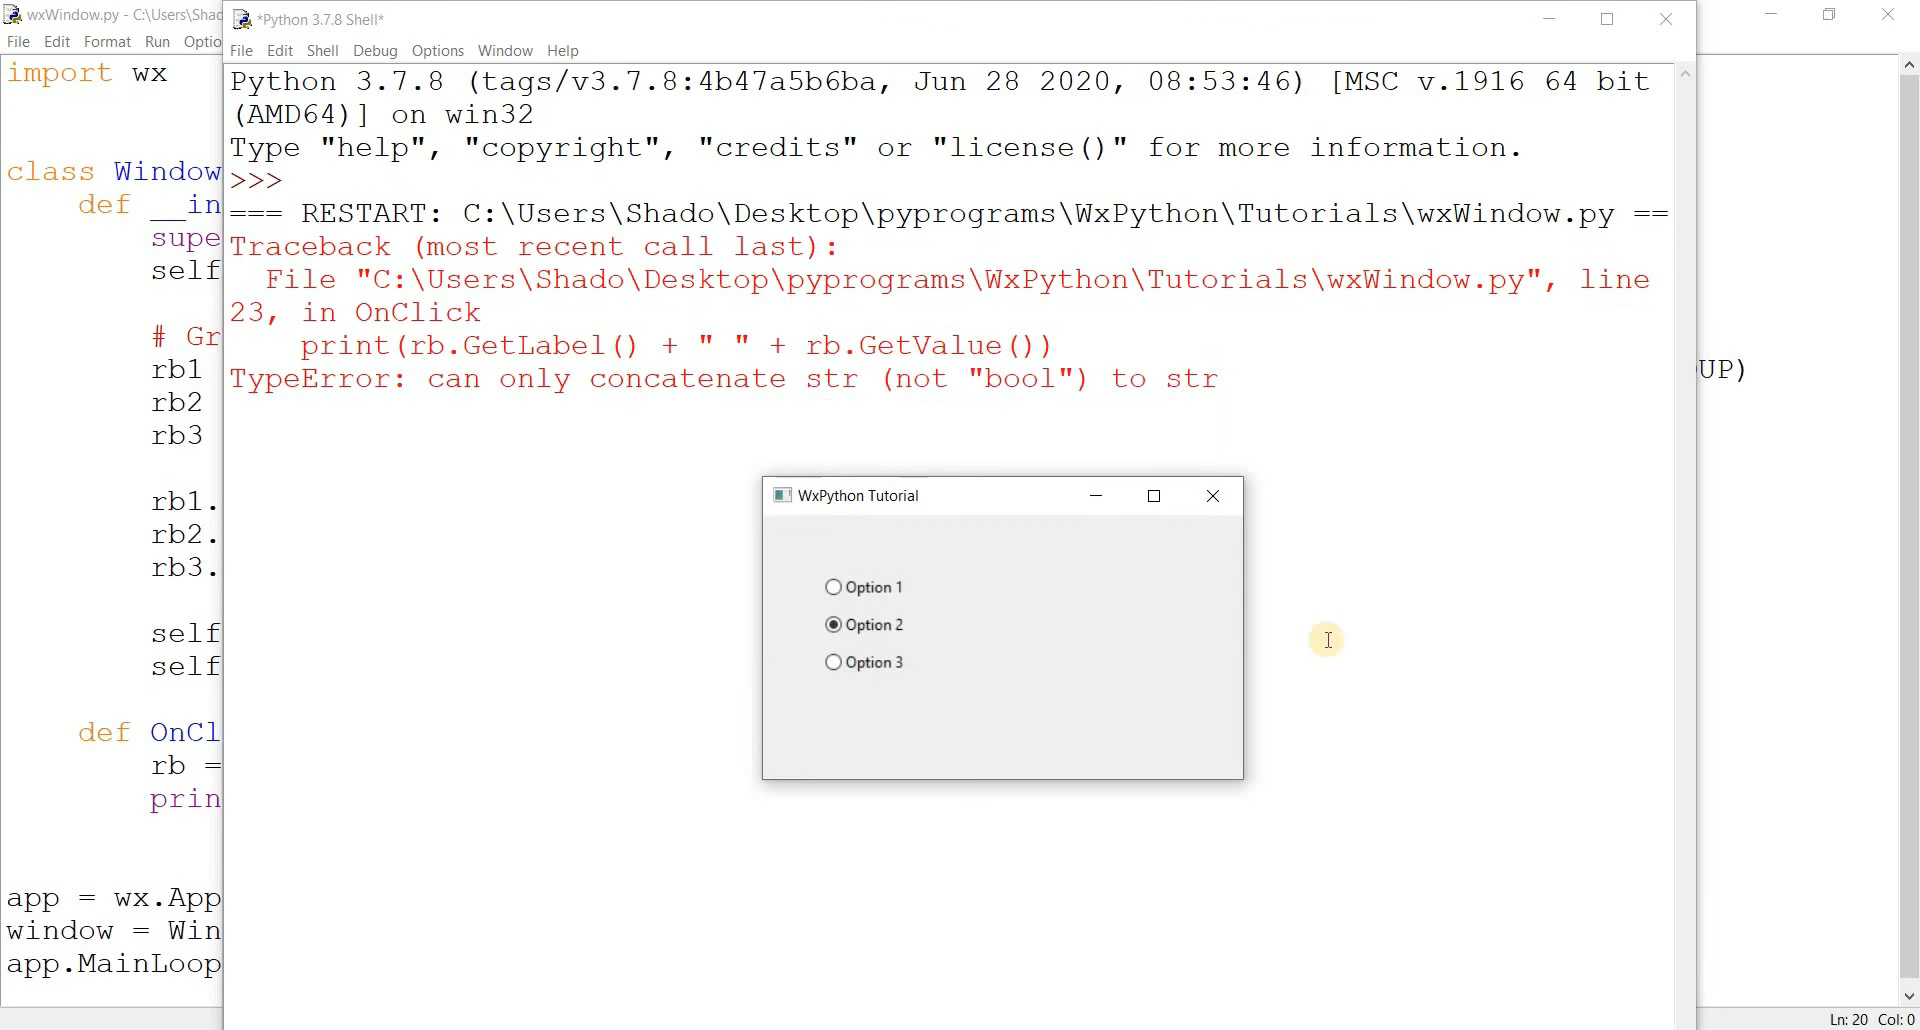 wxWindow.py - C:\Users\Shad
File Edit Format Run Optio
import wx
class Window
def __in
supe
self
# Gr
rb1
rb2
rb3
rb1.
rb2.
rb3.
self
self
def OnCl
rb =
prin
app = wx.App
window = Win
app.MainLoop
*Python 3.7.8 Shell*
File Edit Shell Debug Options Window Help
Python 3.7.8 (tags/v3.7.8:4b47a5b6ba, Jun 28 2020, 08:53:46) [MSC v.1916 64 bit
(AMD64)] on win32
Type "help", "copyright", "credits" or "license()" for more information.
>>>
=== RESTART: C:\Users\Shado\Desktop\pyprograms\WxPython\Tutorials\wxWindow.py ==
Traceback (most recent call last):
File "C:\Users\Shado\Desktop\pyprograms\WxPython\Tutorials\wxWindow.py", line
23, in OnClick
print(rb.GetLabel() + " " + rb.GetValue())
TypeError: can only concatenate str (not "bool") to str
UP)
WxPython Tutorial
Option 1
Option 2
Option 3
Ln: 20 Col: 0